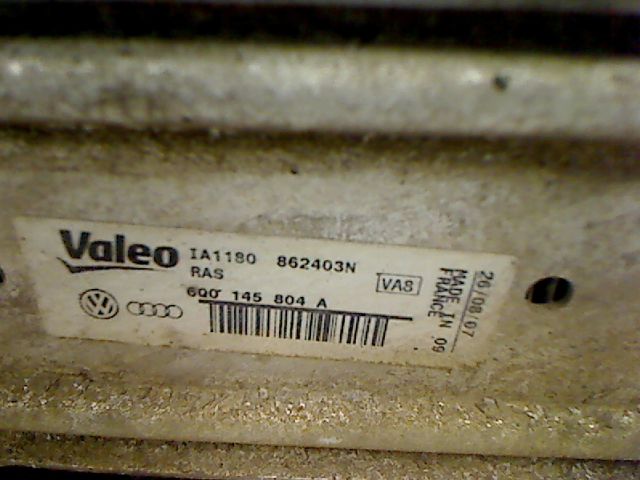 Valeo
IA1180 862403N
RAS
VA8
6Q0 145 804 A
26/08/07
MADE IN
FRANCE 09